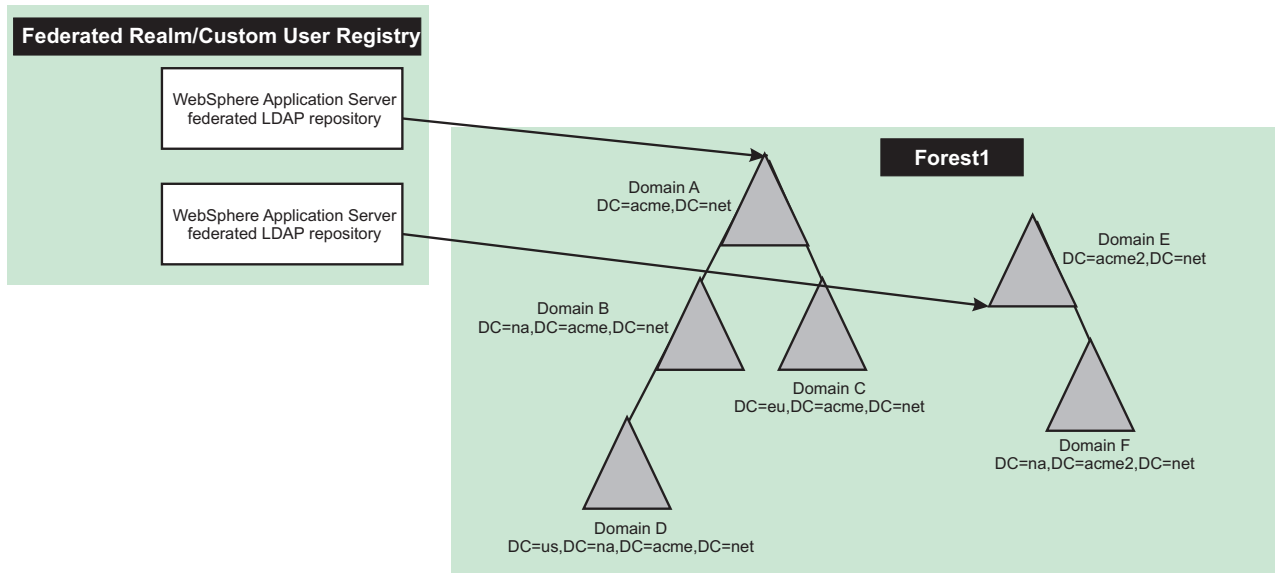 Federated Realm/Custom User Registry
WebSphere Application Server
federated LDAP repository
WebSphere Application Server
federated LDAP repository
Forest1
Domain A
DC=acme,DC=net
Domain E
DC=acme2,DC=net
Domain B
DC=na,DC=acme,DC=net
Domain C
DC=eu,DC=acme,DC=net
Domain F
DC=na,DC=acme2,DC=net
Domain D
DC=us,DC=na,DC=acme,DC=net